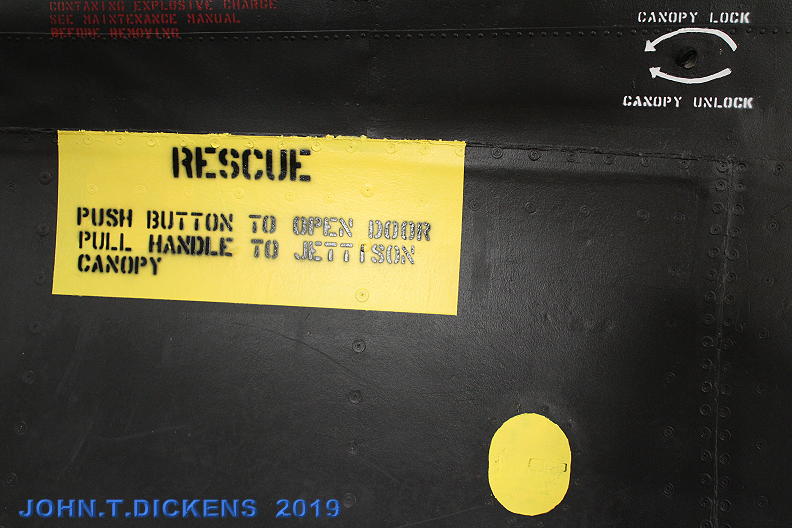 CONTANING EXPLOSIVE CHARGE
SEE MAINTENANCE MANUAL
BEFORE REMOVING
CANOPY LOCK
CANOPY UNLOCK
RESCUE
PUSH BUTTON TO OPEN DOOR
PULL HANDLE TO JETTISON
CANOPY
JOHN.T.DICKENS 2019